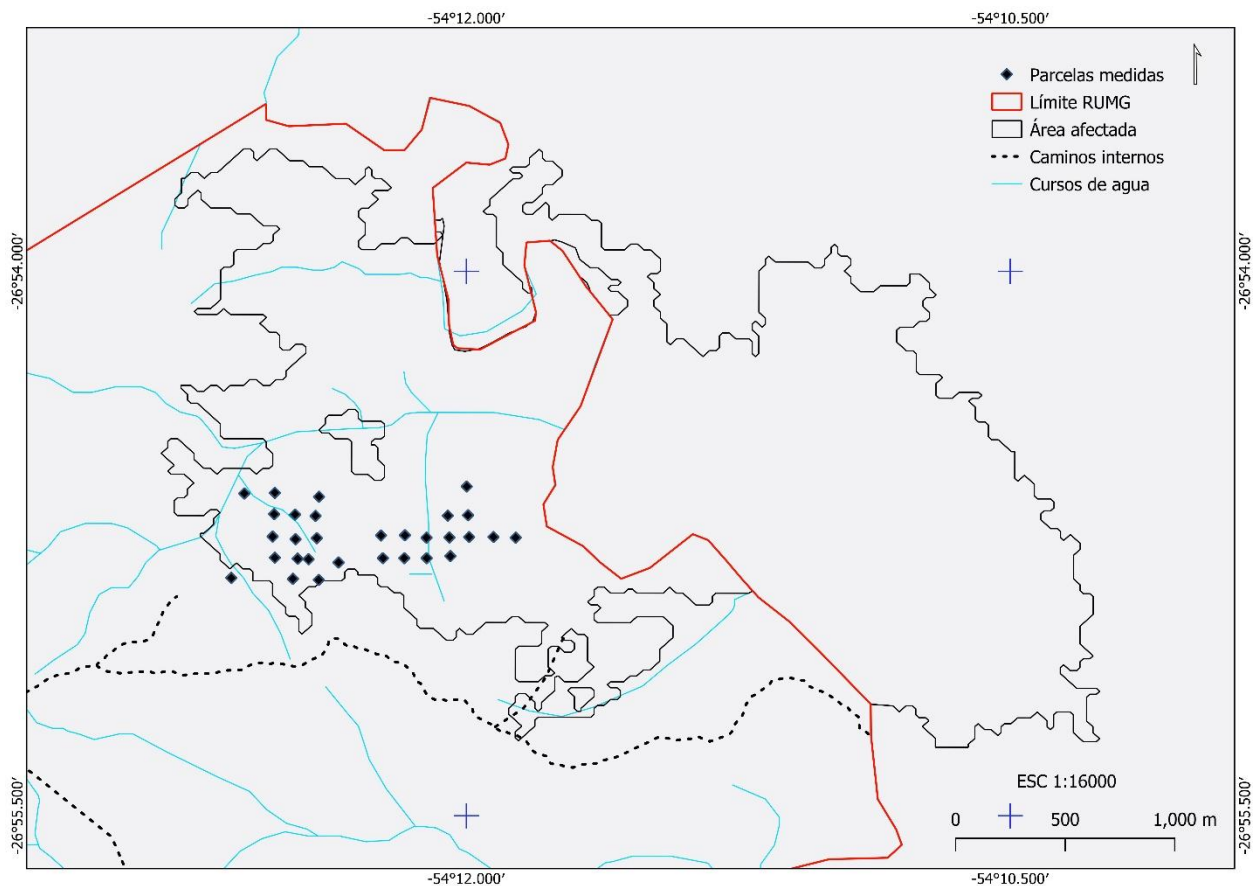 -54°12.000′
-54°10.500′
Parcelas medidas
Límite RUMG
Área afectada
Caminos internos
Cursos de agua
-26°54.000′
-26°54.000′
ESC 1:16000
0
500
1,000 m
-26°55.500′
-26°55.500′
-54°12.000′
-54°10.500′